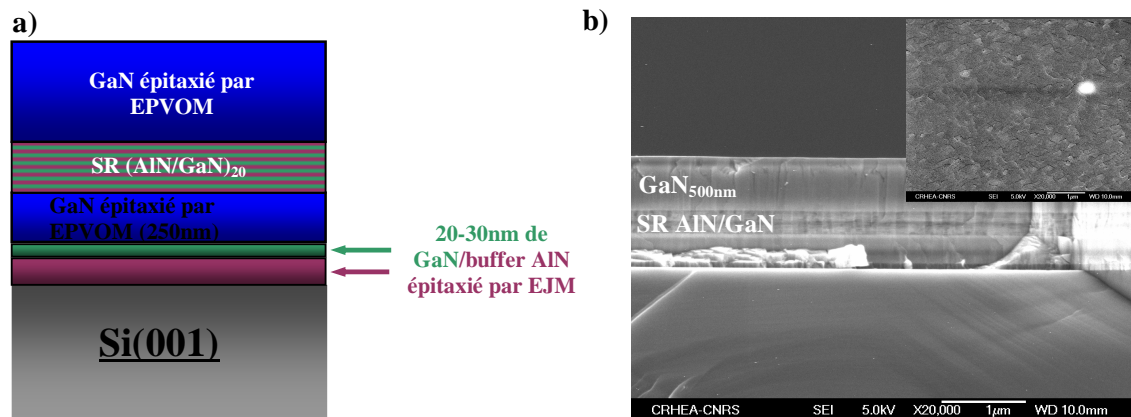 a)
GaN épitaxié par
EPVOM
SR (AlN/GaN)20
GaN épitaxié par
EPVOM (250nm)
20-30nm de
GaN/buffer AlN
épitaxié par EJM
Si(001)
b)
CRHEA-CNRS SEI 5.0kV X20,000 1µm WD 10.0mm
GaN500nm
SR AlN/GaN
CRHEA-CNRS SEI 5.0kV X20,000 1µm WD 10.0mm